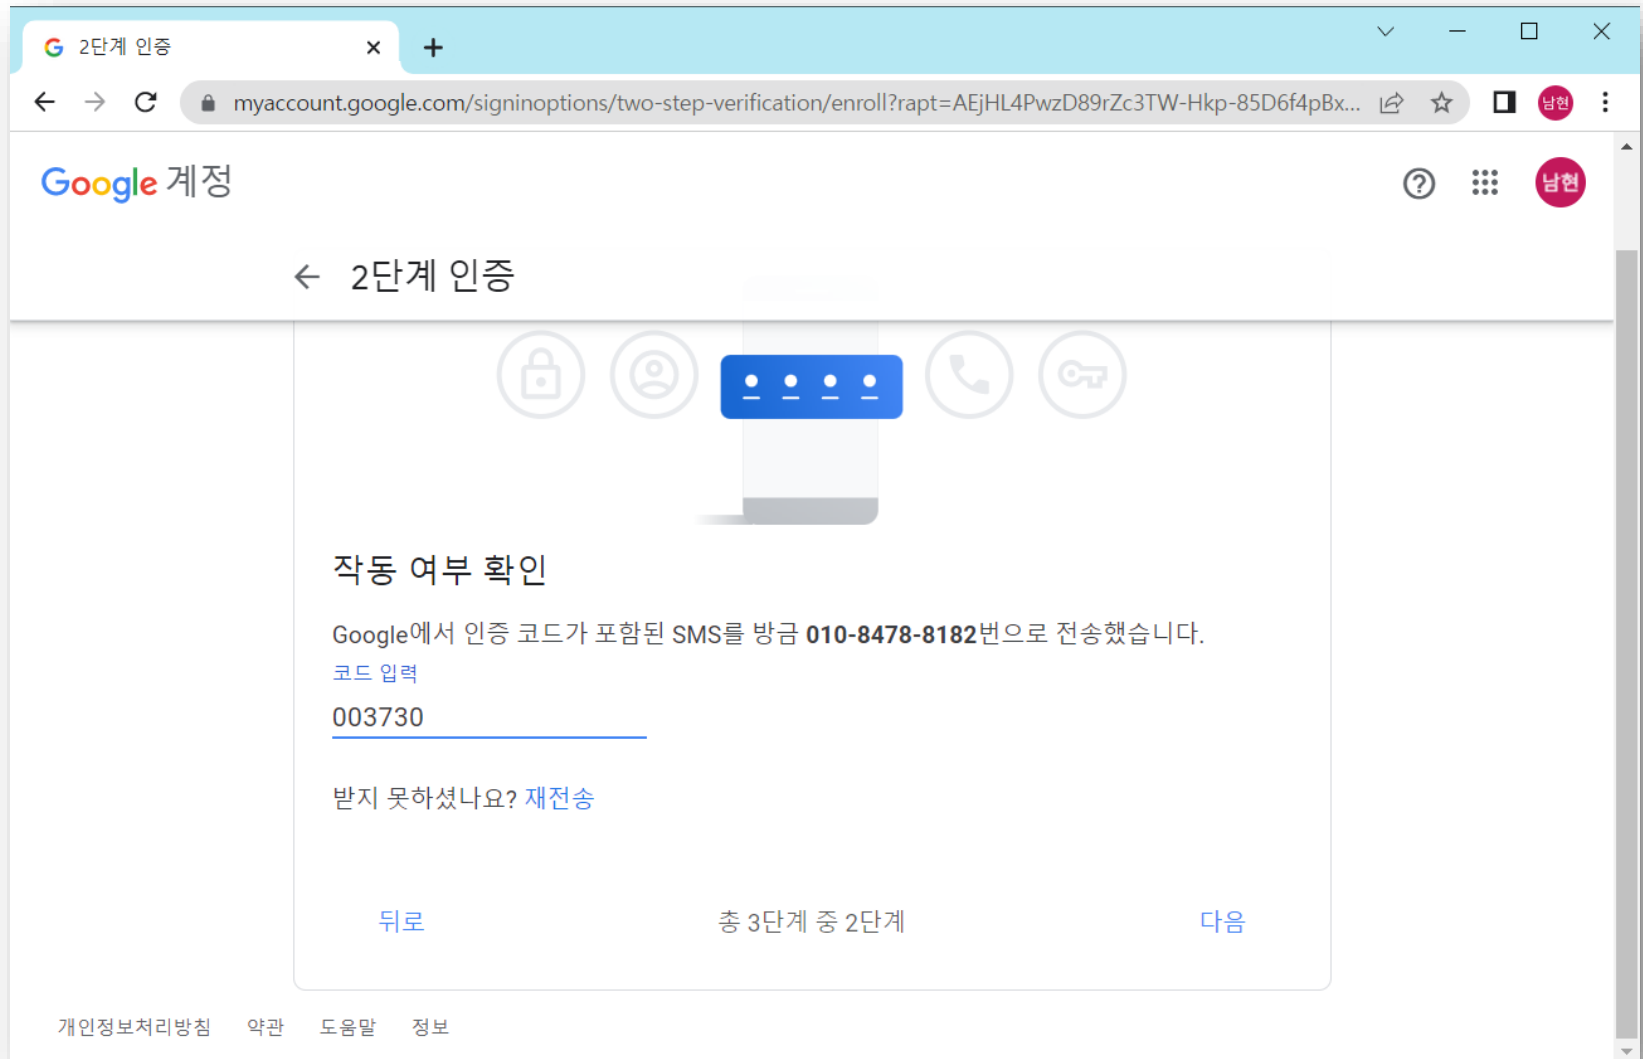 2단계 인증
myaccount.google.com/signinoptions/two-step-verification/enroll?rapt=AEjHL4PwzD89rZc3TW-Hkp-85D6f4pBx...
남현
Google 계정
남현
2단계 인증
작동 여부 확인
Google에서 인증 코드가 포함된 SMS를 방금 010-8478-8182번으로 전송했습니다.
코드 입력
003730
받지 못하셨나요? 재전송
뒤로 총 3단계 중 2단계 다음
개인정보처리방침 약관 도움말 정보